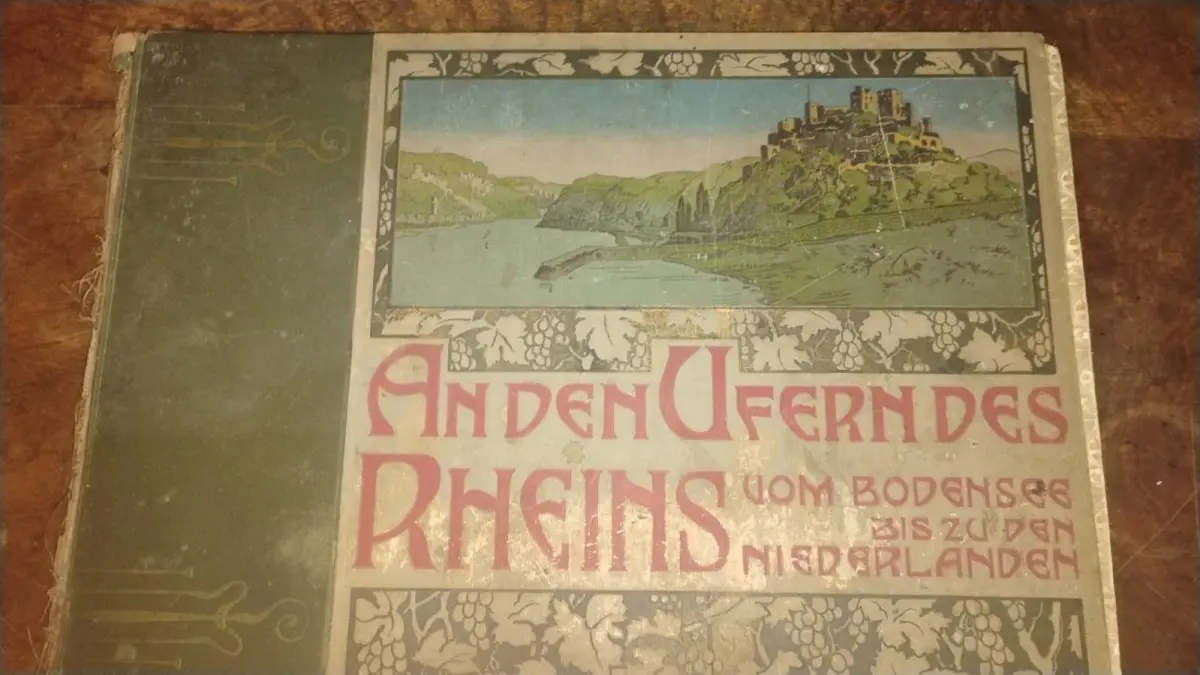 AN DEN UFERN DES
RHEINS VOM BODENSEE
BIS ZU DEN
NIEDERLANDEN